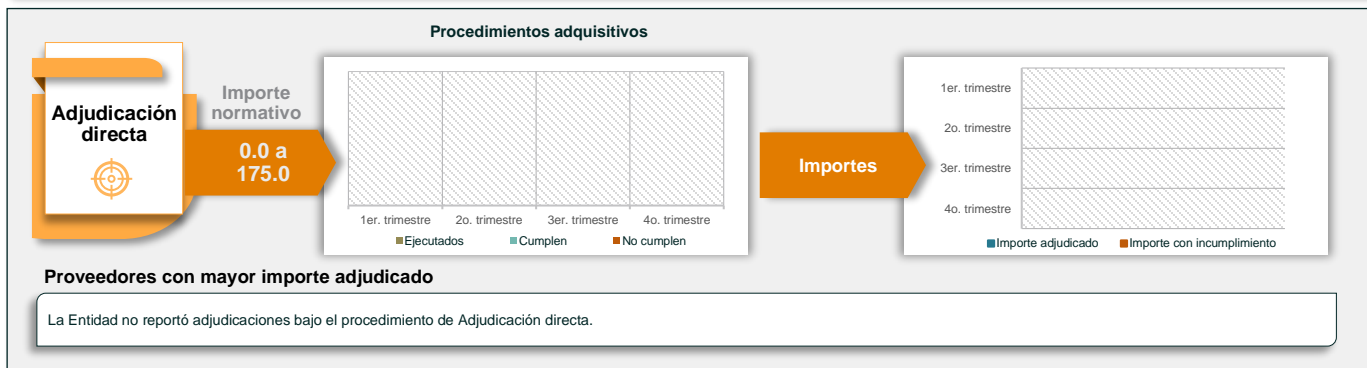 Procedimientos adquisitivos
Adjudicación
directa
Importe
normativo
0.0 a
175.0
1er. trimestre 2o. trimestre 3er. trimestre 4o. trimestre
Ejecutados Cumplen No cumplen
Importes
1er. trimestre
2o. trimestre
3er. trimestre
4o. trimestre
Importe adjudicado Importe con incumplimiento
Proveedores con mayor importe adjudicado
La Entidad no reportó adjudicaciones bajo el procedimiento de Adjudicación directa.